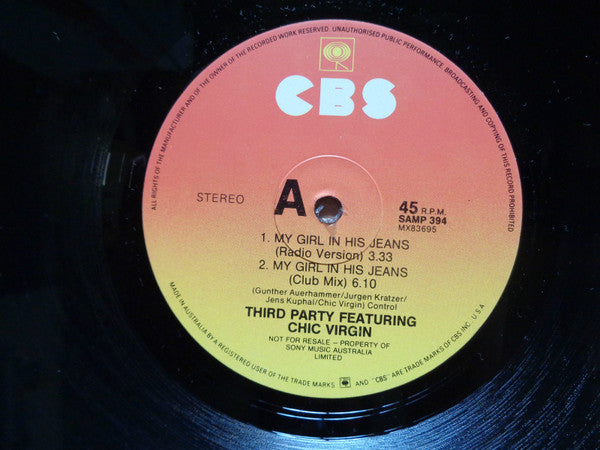 ALL RIGHTS OF THE MANUFACTURER AND OF THE OWNER OF THE RECORDED WORK RESERVED. UNAUTHORISED PUBLIC PERFORMANCE, BROADCASTING AND COPYING OF THIS RECORD PROHIBITED
CBS
STEREO
A
45 R.P.M.
SAMP 394
MX83695
1. MY GIRL IN HIS JEANS
(Radio Version) 3.33
2. MY GIRL IN HIS JEANS
(Club Mix) 6.10
(Gunther Auerhammer/Jurgen Kratzer/
Jens Kuphal/Chic Virgin) Control
THIRD PARTY FEATURING
CHIC VIRGIN
NOT FOR RESALE — PROPERTY OF
SONY MUSIC AUSTRALIA
LIMITED
MADE IN AUSTRALIA BY A REGISTERED USER OF THE TRADE MARKS AND "CBS" ARE TRADE MARKS OF CBS INC. U.S.A